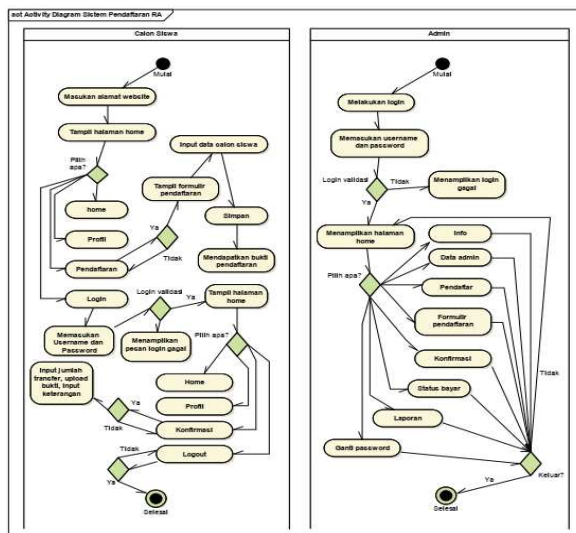 act Activity Diagram Sistem Pendaftaran RA
Calon Siswa
Mulai
Masukan alamat website
Tampil halaman home
Pilih
apa?
home
Profil
Pendaftaran
Ya
Tidak
Tampil formulir
pendaftaran
Input data calon siswa
Simpan
Mendapatkan bukti
pendaftaran
Login
Memasukan
Username dan
Password
Login validasi
Ya
Menampilkan
pesan login gagal
Tampil halaman
home
Pilih apa?
Home
Profil
Konfirmasi
Ya
Tidak
Input jumlah
transfer, upload
bukti, input
keterangan
Logout
Tidak
Ya
Selesai
Admin
Mulai
Melakukan login
Memasukan username
dan password
Login validasi
Tidak
Menampilkan login
gagal
Ya
Menampilkan halaman
home
Pilih apa?
Info
Data admin
Pendaftar
Formulir
pendaftaran
Konfirmasi
Status bayar
Laporan
Ganti password
Tidak
Keluar?
Ya
Selesai